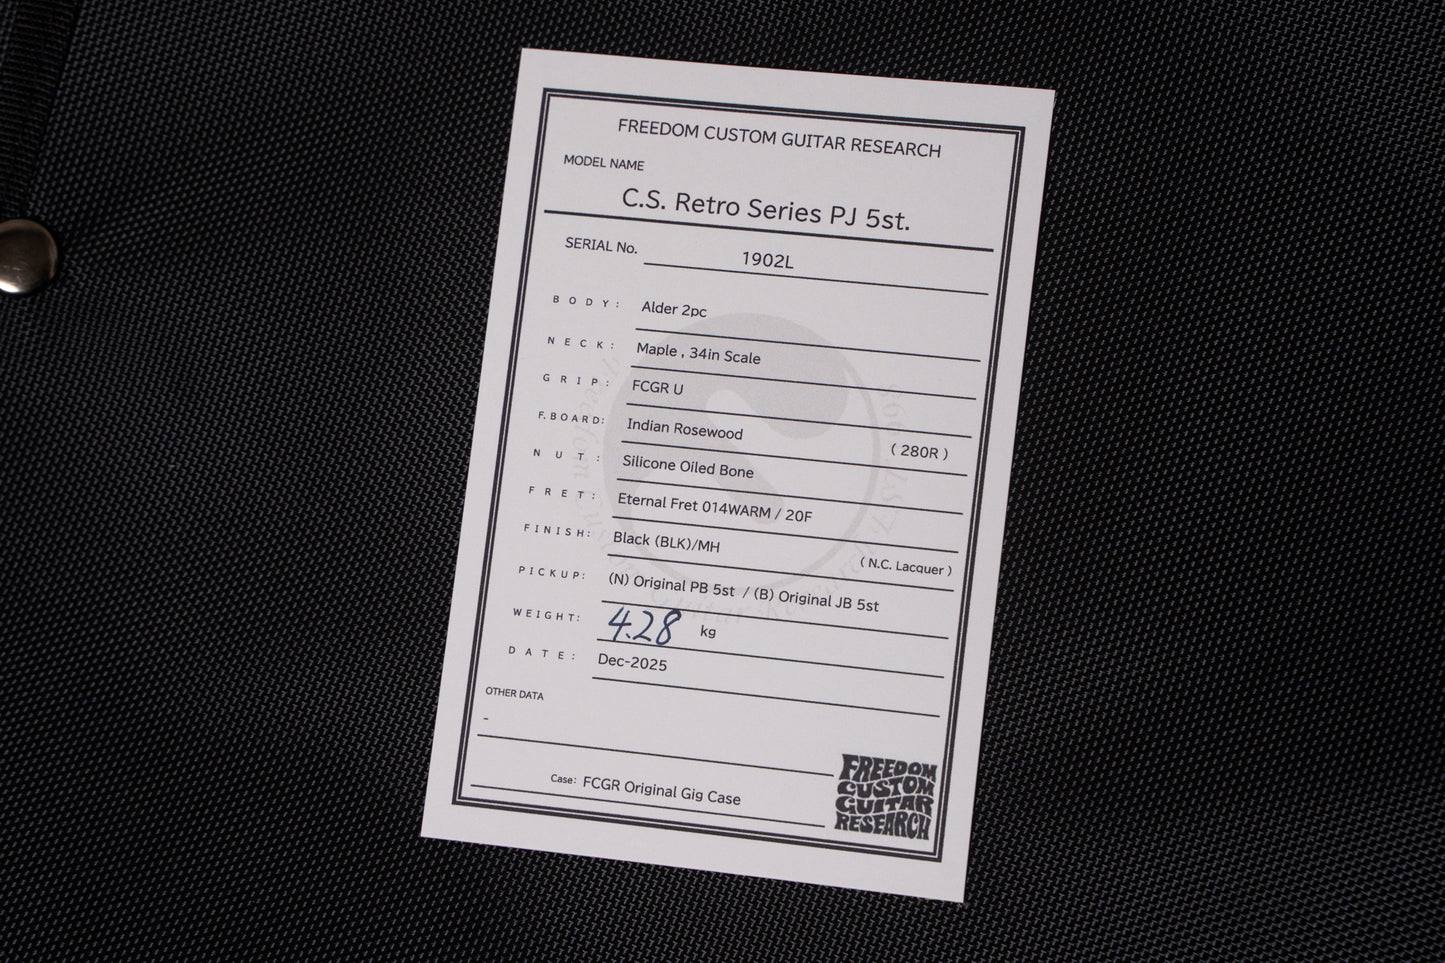 FREEDOM CUSTOM GUITAR RESEARCH
MODEL NAME
C.S. Retro Series PJ 5st.
SERIAL No. 1902L
BODY: Alder 2pc
NECK: Maple , 34in Scale
GRIP: FCGR U
F.BOARD: Indian Rosewood ( 280R )
NUT: Silicone Oiled Bone
FRET: Eternal Fret 014WARM / 20F
FINISH: Black (BLK)/MH ( N.C. Lacquer )
PICKUP: (N) Original PB 5st / (B) Original JB 5st
WEIGHT: 4.28 kg
DATE: Dec-2025
OTHER DATA
-
Case: FCGR Original Gig Case
FREEDOM
CUSTOM
GUITAR
RESEARCH